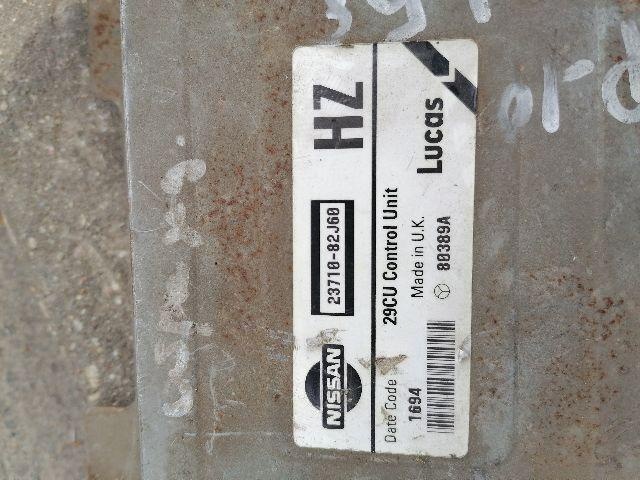 NISSAN
23710-82J60
HZ
29CU Control Unit
Date Code
Made in U.K.
Lucas
1694
80389A